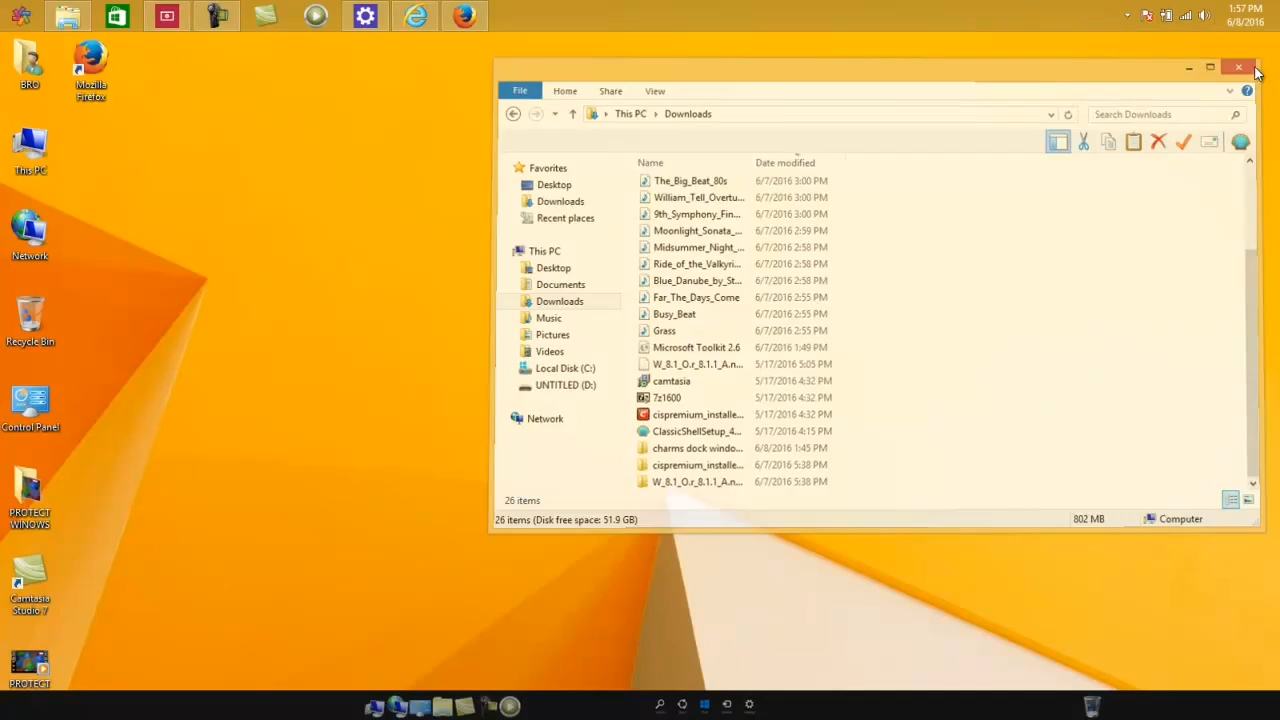 1:57 PM
6/8/2016
BRO
Mozilla
Firefox
This PC
Network
Recycle Bin
Control Panel
PROTECT
WINOWS
Camtasia
Studio 7
PROTECT
File Home Share View
This PC Downloads
Search Downloads
Name Date modified
Favorites
Desktop
Downloads
Recent places
This PC
Desktop
Documents
Downloads
Music
Pictures
Videos
Local Disk (C:)
UNTITLED (D:)
Network
The_Big_Beat_80s 6/7/2016 3:00 PM
William_Tell_Overtu... 6/7/2016 3:00 PM
9th_Symphony_Fin... 6/7/2016 3:00 PM
Moonlight_Sonata_... 6/7/2016 2:59 PM
Midsummer_Night_... 6/7/2016 2:58 PM
Ride_of_the_Valkyri... 6/7/2016 2:58 PM
Blue_Danube_by_St... 6/7/2016 2:58 PM
Far_The_Days_Come 6/7/2016 2:55 PM
Busy_Beat 6/7/2016 2:55 PM
Grass 6/7/2016 2:55 PM
Microsoft Toolkit 2.6 6/7/2016 1:49 PM
W_8.1_O.r_8.1.1_A.n... 5/17/2016 5:05 PM
camtasia 5/17/2016 4:32 PM
7z1600 5/17/2016 4:32 PM
cispremium_installe... 5/17/2016 4:32 PM
ClassicShellSetup_4... 5/17/2016 4:15 PM
charms dock windo... 6/8/2016 1:45 PM
cispremium_installe... 6/7/2016 5:38 PM
W_8.1_O.r_8.1.1_A.n... 6/7/2016 5:38 PM
26 items
26 items (Disk free space: 51.9 GB) 802 MB Computer